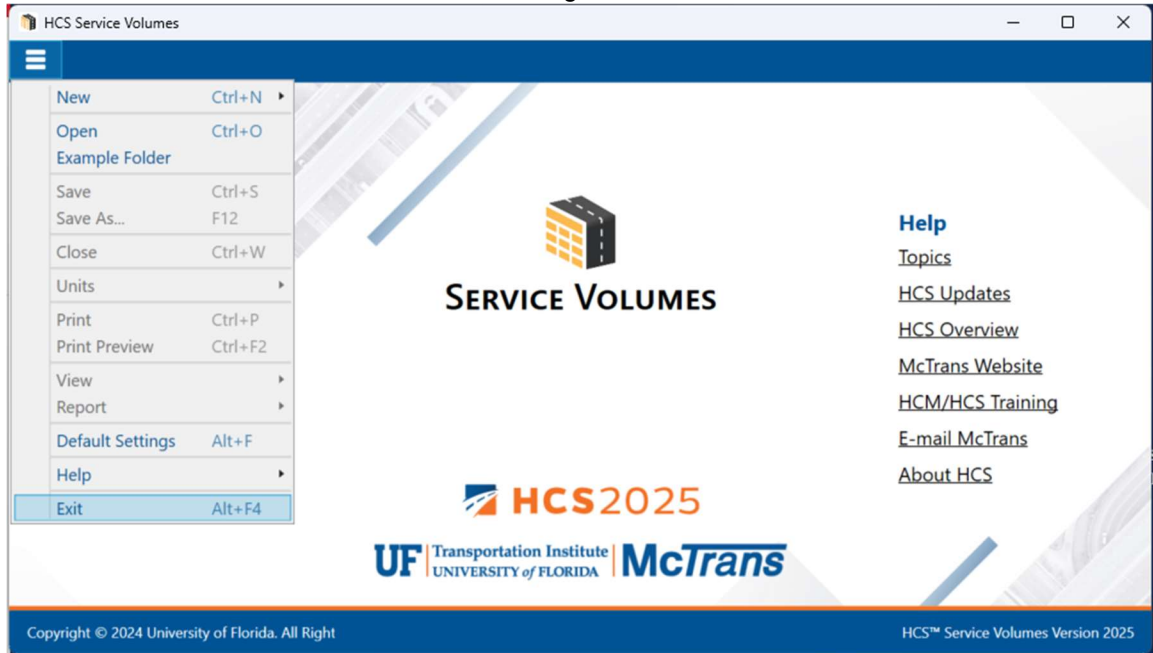 HCS Service Volumes
New Ctrl+N
Open Ctrl+O
Example Folder
Save Ctrl+S
Save As... F12
Close Ctrl+W
Units
Print Ctrl+P
Print Preview Ctrl+F2
View
Report
Default Settings Alt+F
Help
Exit Alt+F4
SERVICE VOLUMES
HCS2025
UF Transportation Institute
UNIVERSITY of FLORIDA
McTrans
Help
Topics
HCS Updates
HCS Overview
McTrans Website
HCM/HCS Training
E-mail McTrans
About HCS
Copyright © 2024 University of Florida. All Right
HCS™ Service Volumes Version 2025